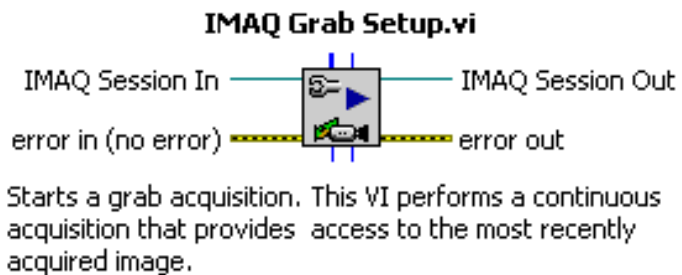 IMAQ Grab Setup.vi
IMAQ Session In
IMAQ Session Out
error in (no error)
error out
Starts a grab acquisition. This VI performs a continuous
acquisition that provides  access to the most recently
acquired image.